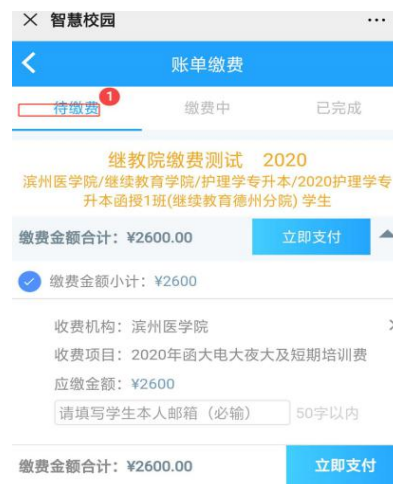 智慧校园
账单缴费
待缴费 1 缴费中 已完成
继教院缴费测试 2020
滨州医学院/继续教育学院/护理学专升本/2020护理学专
升本函授1班(继续教育德州分院) 学生
缴费金额合计：¥2600.00 立即支付
缴费金额小计：¥2600
收费机构：滨州医学院
收费项目：2020年函大电大夜大及短期培训费
应缴金额：¥2600
请填写学生本人邮箱（必输） 50字以内
缴费金额合计：¥2600.00 立即支付